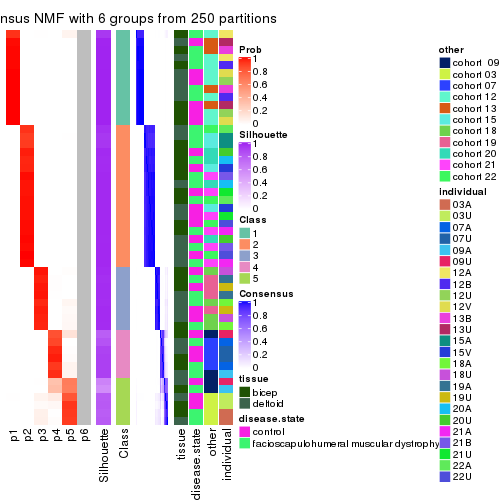 nsus NMF with 6 groups from 250 partitions
p1
p2
p3
p4
p5
p6
Silhouette
Class
tissue
disease.state
other
individual
Prob
1
0.8
0.6
0.4
0.2
0
Silhouette
1
0.8
0.6
0.4
0.2
0
Class
1
2
3
4
5
Consensus
1
0.8
0.6
0.4
0.2
0
tissue
bicep
deltoid
disease.state
control
facioscapulohumeral muscular dystrophy
other
cohort 09
cohort 03
cohort 07
cohort 12
cohort 13
cohort 15
cohort 18
cohort 19
cohort 20
cohort 21
cohort 22
individual
03A
03U
07A
07U
09A
09U
12A
12B
12U
12V
13B
13U
15A
15V
18A
18U
19A
19U
20A
20U
21A
21B
21U
22A
22U